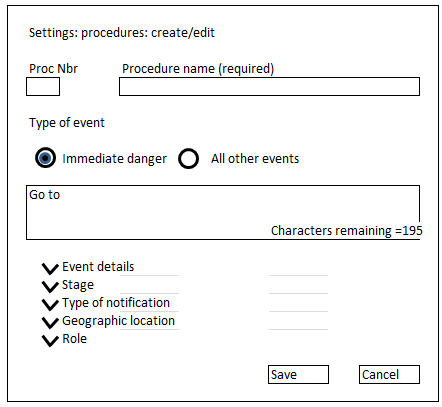 Settings: procedures: create/edit
Proc Nbr Procedure name (required)
Type of event
Immediate danger All other events
Go to
Characters remaining =195
Event details
Stage
Type of notification
Geographic location
Role
Save Cancel